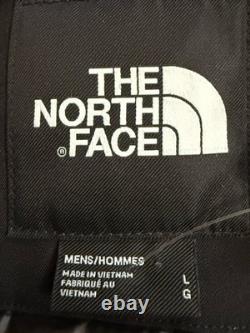 THE
NORTH
FACE
®
MENS/HOMMES
MADE IN VIETNAM
FABRIQUÉ AU
VIETNAM
L
G